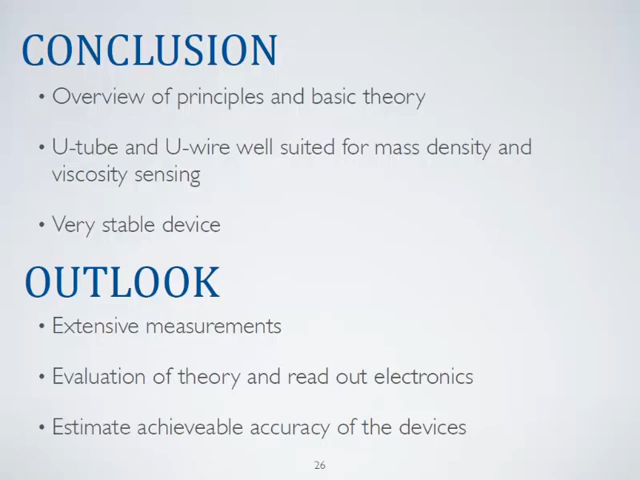 CONCLUSION
• Overview of principles and basic theory
• U-tube and U-wire well suited for mass density and
viscosity sensing
• Very stable device
OUTLOOK
• Extensive measurements
• Evaluation of theory and read out electronics
• Estimate achieveable accuracy of the devices
26